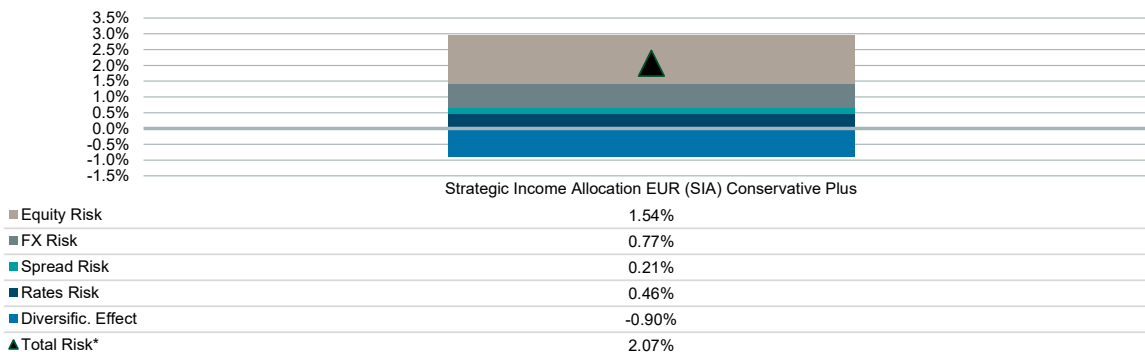 3.5%
3.0%
2.5%
2.0%
1.5%
1.0%
0.5%
0.0%
-0.5%
-1.0%
-1.5%
Strategic Income Allocation EUR (SIA) Conservative Plus
Equity Risk 1.54%
FX Risk 0.77%
Spread Risk 0.21%
Rates Risk 0.46%
Diversific. Effect -0.90%
Total Risk* 2.07%